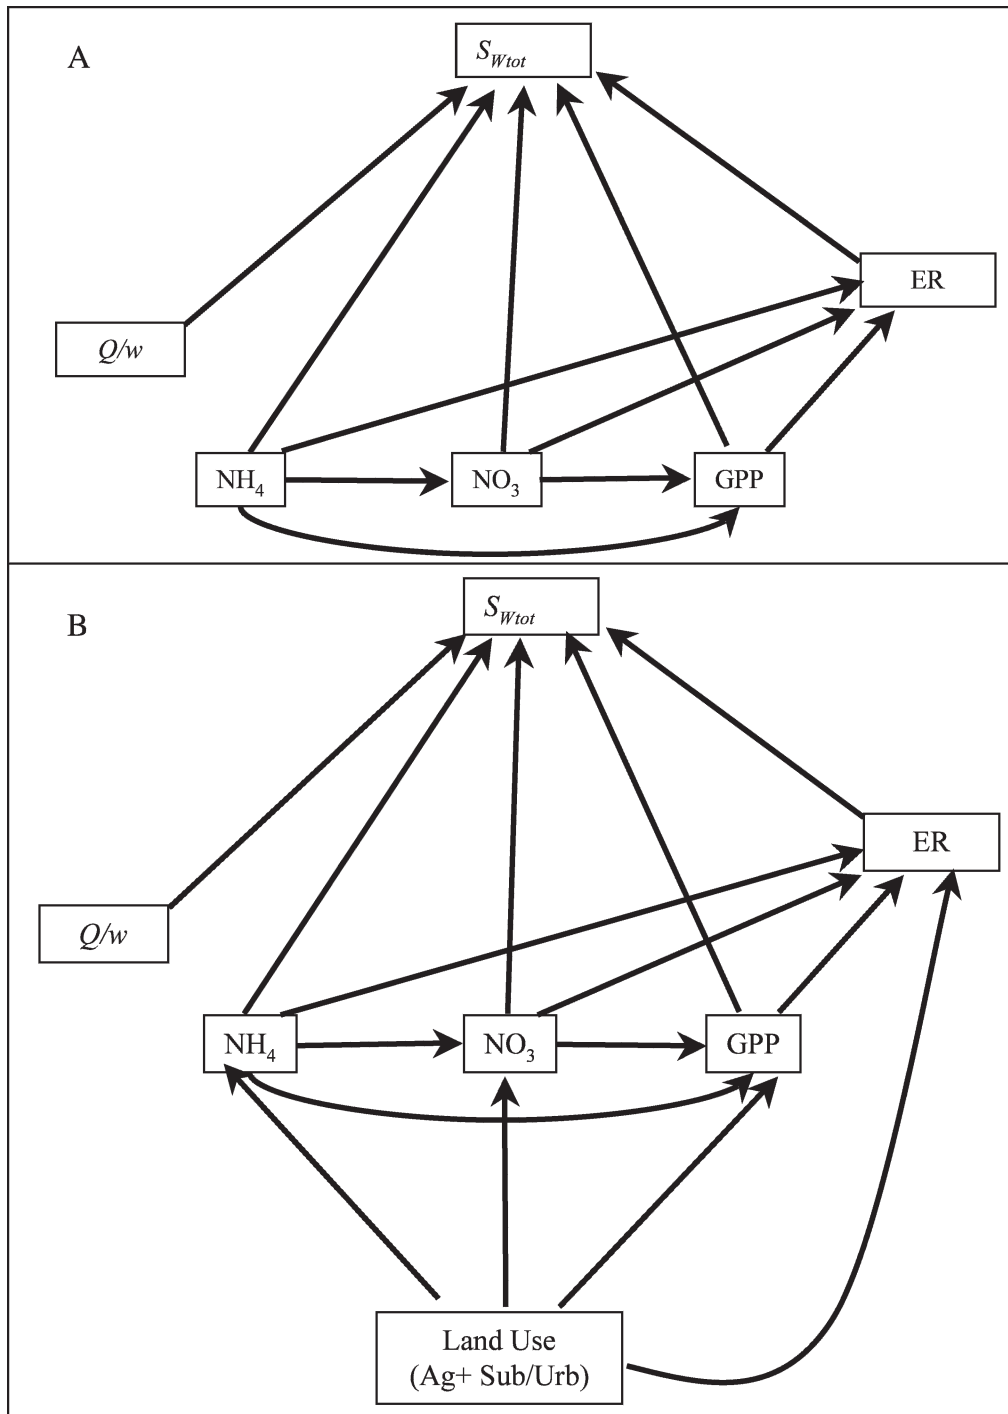 A
S_Wtot
ER
Q/w
NH₄
NO₃
GPP
B
S_Wtot
ER
Q/w
NH₄
NO₃
GPP
Land Use
(Ag+ Sub/Urb)